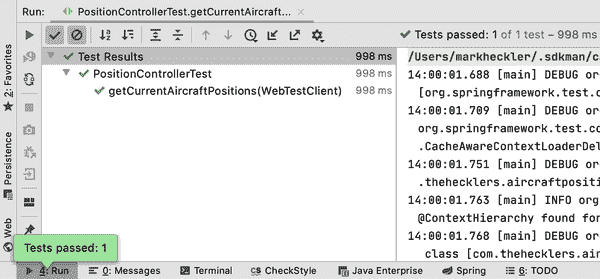 Run: PositionControllerTest.getCurrentAircraft...
Tests passed: 1 of 1 test – 998 ms
Test Results 998 ms
PositionControllerTest 998 ms
getCurrentAircraftPositions(WebTestClient) 998 ms
/Users/markheckler/.sdkman/c
14:00:01.688 [main] DEBUG or
[org.springframework.test.c
14:00:01.709 [main] DEBUG or
org.springframework.test.co
.CacheAwareContextLoaderDel
14:00:01.751 [main] DEBUG or
.thehecklers.aircraftpositi
14:00:01.763 [main] INFO org
@ContextHierarchy found for
14:00:01.768 [main] DEBUG or
class [com.thehecklers.airc
2: Favorites
Persistence
Web
Tests passed: 1
4: Run
0: Messages
Terminal
CheckStyle
Java Enterprise
Spring
6: TODO